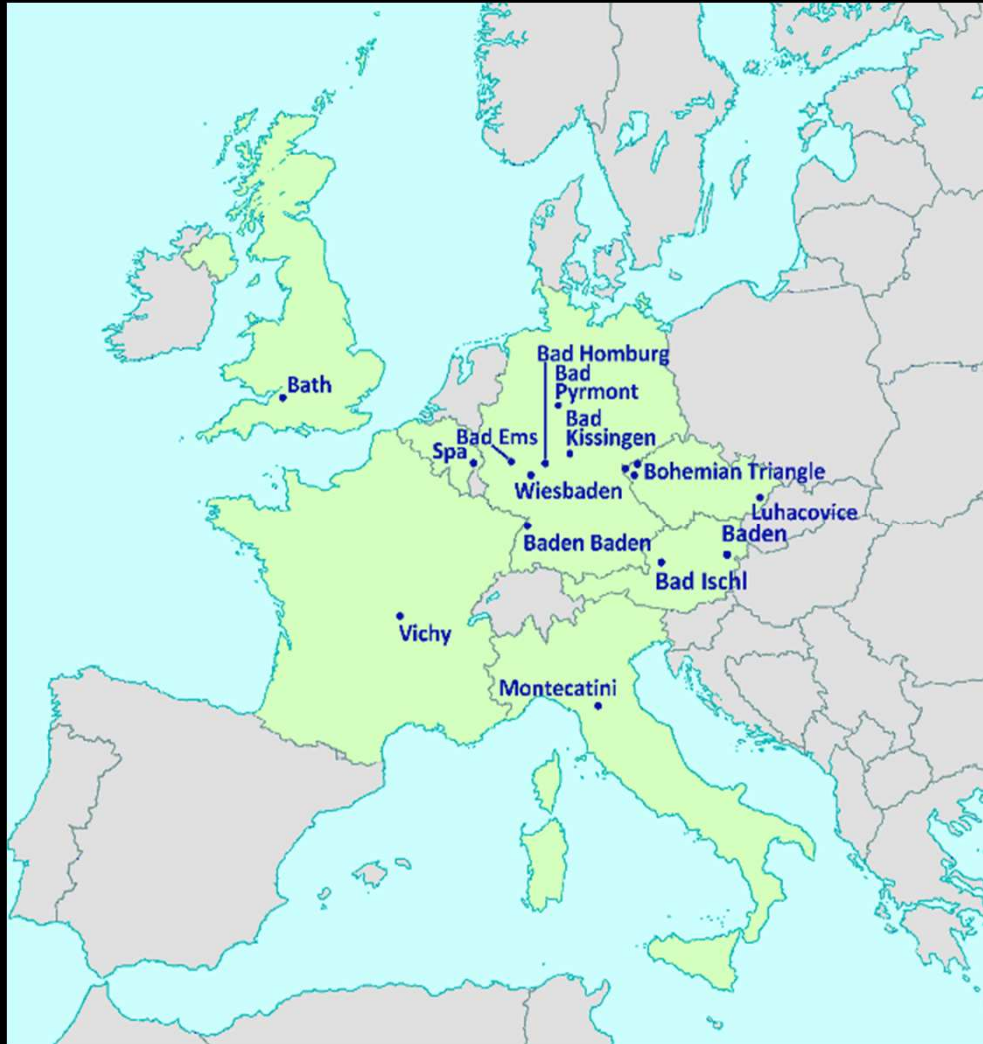 Bad Homburg
Bad
Pyrmont
Bath
Bad
Kissingen
Bad Ems
Spa
Bohemian Triangle
Wiesbaden
Luhacovice
Baden
Baden Baden
Bad Ischl
Vichy
Montecatini